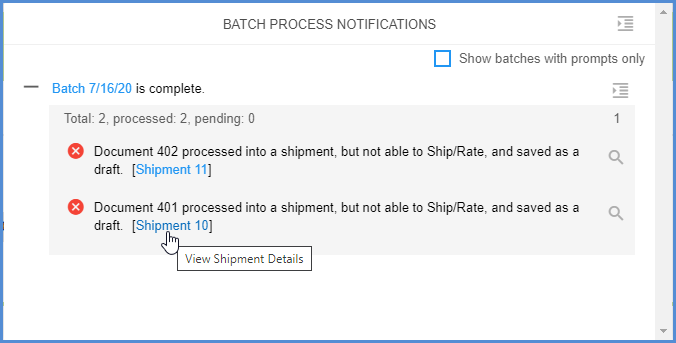 BATCH PROCESS NOTIFICATIONS
Show batches with prompts only
Batch 7/16/20 is complete.
Total: 2, processed: 2, pending: 0 1
Document 402 processed into a shipment, but not able to Ship/Rate, and saved as a
draft. [Shipment 11]
Document 401 processed into a shipment, but not able to Ship/Rate, and saved as a
draft. [Shipment 10]
View Shipment Details